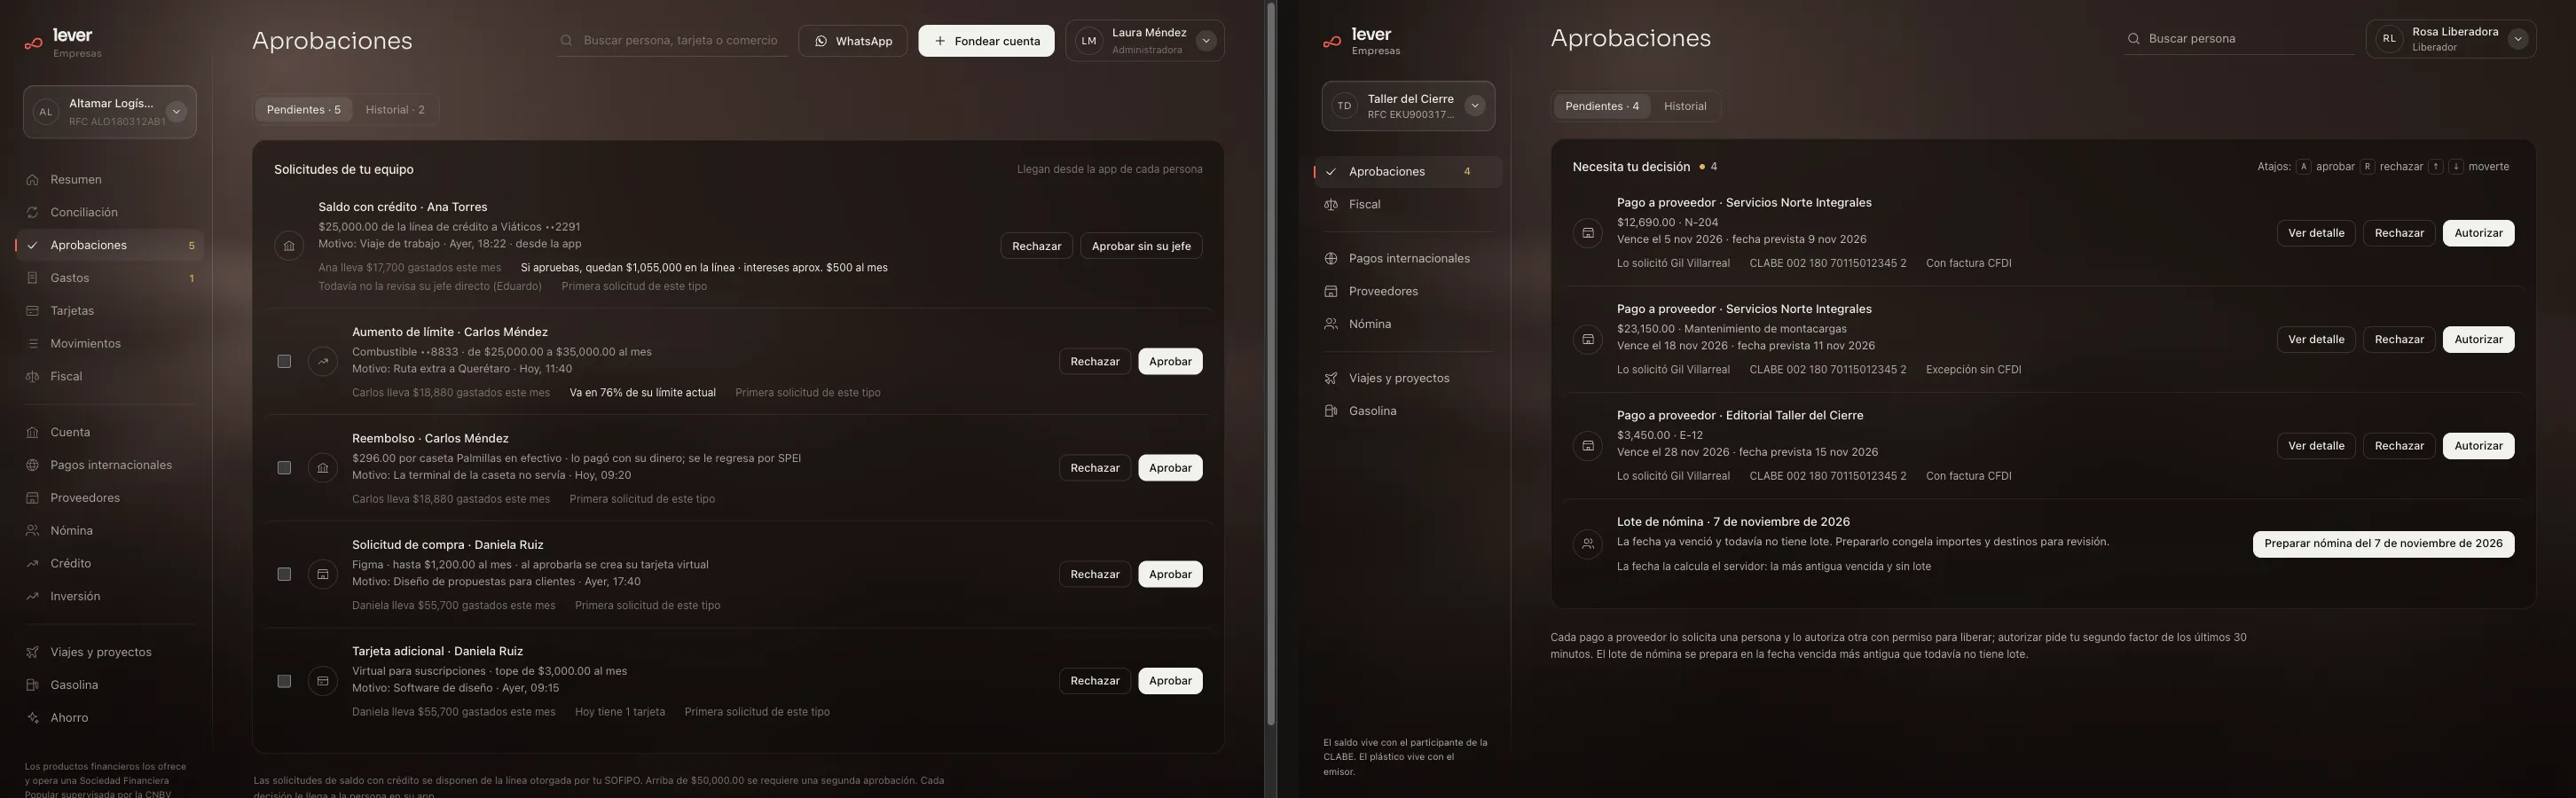 lever
Empresas
AL
Altamar Logís...
RFC ALO180312AB1
Resumen
Conciliación
Aprobaciones
5
Gastos
1
Tarjetas
Movimientos
Fiscal
Cuenta
Pagos internacionales
Proveedores
Nómina
Crédito
Inversión
Viajes y proyectos
Gasolina
Ahorro
Los productos financieros los ofrece
y opera una Sociedad Financiera
Popular supervisada por la CNBV
Aprobaciones
Buscar persona, tarjeta o comercio
WhatsApp
+ Fondear cuenta
LM
Laura Méndez
Administradora
Pendientes · 5
Historial · 2
Solicitudes de tu equipo
Llegan desde la app de cada persona
Saldo con crédito · Ana Torres
$25,000.00 de la línea de crédito a Viáticos ··2291
Motivo: Viaje de trabajo · Ayer, 18:22 · desde la app
Ana lleva $17,700 gastados este mes
Si apruebas, quedan $1,055,000 en la línea · intereses aprox. $500 al mes
Todavía no la revisa su jefe directo (Eduardo)
Primera solicitud de este tipo
Rechazar
Aprobar sin su jefe
Aumento de límite · Carlos Méndez
Combustible ··8833 · de $25,000.00 a $35,000.00 al mes
Motivo: Ruta extra a Querétaro · Hoy, 11:40
Carlos lleva $18,880 gastados este mes
Va en 76% de su límite actual
Primera solicitud de este tipo
Rechazar
Aprobar
Reembolso · Carlos Méndez
$296.00 por caseta Palmillas en efectivo · lo pagó con su dinero; se le regresa por SPEI
Motivo: La terminal de la caseta no servía · Hoy, 09:20
Carlos lleva $18,880 gastados este mes
Primera solicitud de este tipo
Rechazar
Aprobar
Solicitud de compra · Daniela Ruiz
Figma · hasta $1,200.00 al mes · al aprobarla se crea su tarjeta virtual
Motivo: Diseño de propuestas para clientes · Ayer, 17:40
Daniela lleva $55,700 gastados este mes
Primera solicitud de este tipo
Rechazar
Aprobar
Tarjeta adicional · Daniela Ruiz
Virtual para suscripciones · tope de $3,000.00 al mes
Motivo: Software de diseño · Ayer, 09:15
Daniela lleva $55,700 gastados este mes
Hoy tiene 1 tarjeta
Primera solicitud de este tipo
Rechazar
Aprobar
Las solicitudes de saldo con crédito se disponen de la línea otorgada por tu SOFIPO. Arriba de $50,000.00 se requiere una segunda aprobación. Cada
decisión le llega a la persona en su app.
lever
Empresas
TD
Taller del Cierre
RFC EKU900317...
Aprobaciones
4
Fiscal
Pagos internacionales
Proveedores
Nómina
Viajes y proyectos
Gasolina
El saldo vive con el participante de la
CLABE. El plástico vive con el
emisor.
Aprobaciones
Buscar persona
RL
Rosa Liberadora
Liberador
Pendientes · 4
Historial
Necesita tu decisión
4
Atajos: A aprobar R rechazar ↑ ↓ moverte
Pago a proveedor · Servicios Norte Integrales
$12,690.00 · N-204
Vence el 5 nov 2026 · fecha prevista 9 nov 2026
Lo solicitó Gil Villarreal
CLABE 002 180 70115012345 2
Con factura CFDI
Ver detalle
Rechazar
Autorizar
Pago a proveedor · Servicios Norte Integrales
$23,150.00 · Mantenimiento de montacargas
Vence el 18 nov 2026 · fecha prevista 11 nov 2026
Lo solicitó Gil Villarreal
CLABE 002 180 70115012345 2
Excepción sin CFDI
Ver detalle
Rechazar
Autorizar
Pago a proveedor · Editorial Taller del Cierre
$3,450.00 · E-12
Vence el 28 nov 2026 · fecha prevista 15 nov 2026
Lo solicitó Gil Villarreal
CLABE 002 180 70115012345 2
Con factura CFDI
Ver detalle
Rechazar
Autorizar
Lote de nómina · 7 de noviembre de 2026
La fecha ya venció y todavía no tiene lote. Prepararlo congela importes y destinos para revisión.
La fecha la calcula el servidor: la más antigua vencida y sin lote
Preparar nómina del 7 de noviembre de 2026
Cada pago a proveedor lo solicita una persona y lo autoriza otra con permiso para liberar; autorizar pide tu segundo factor de los últimos 30
minutos. El lote de nómina se prepara en la fecha vencida más antigua que todavía no tiene lote.